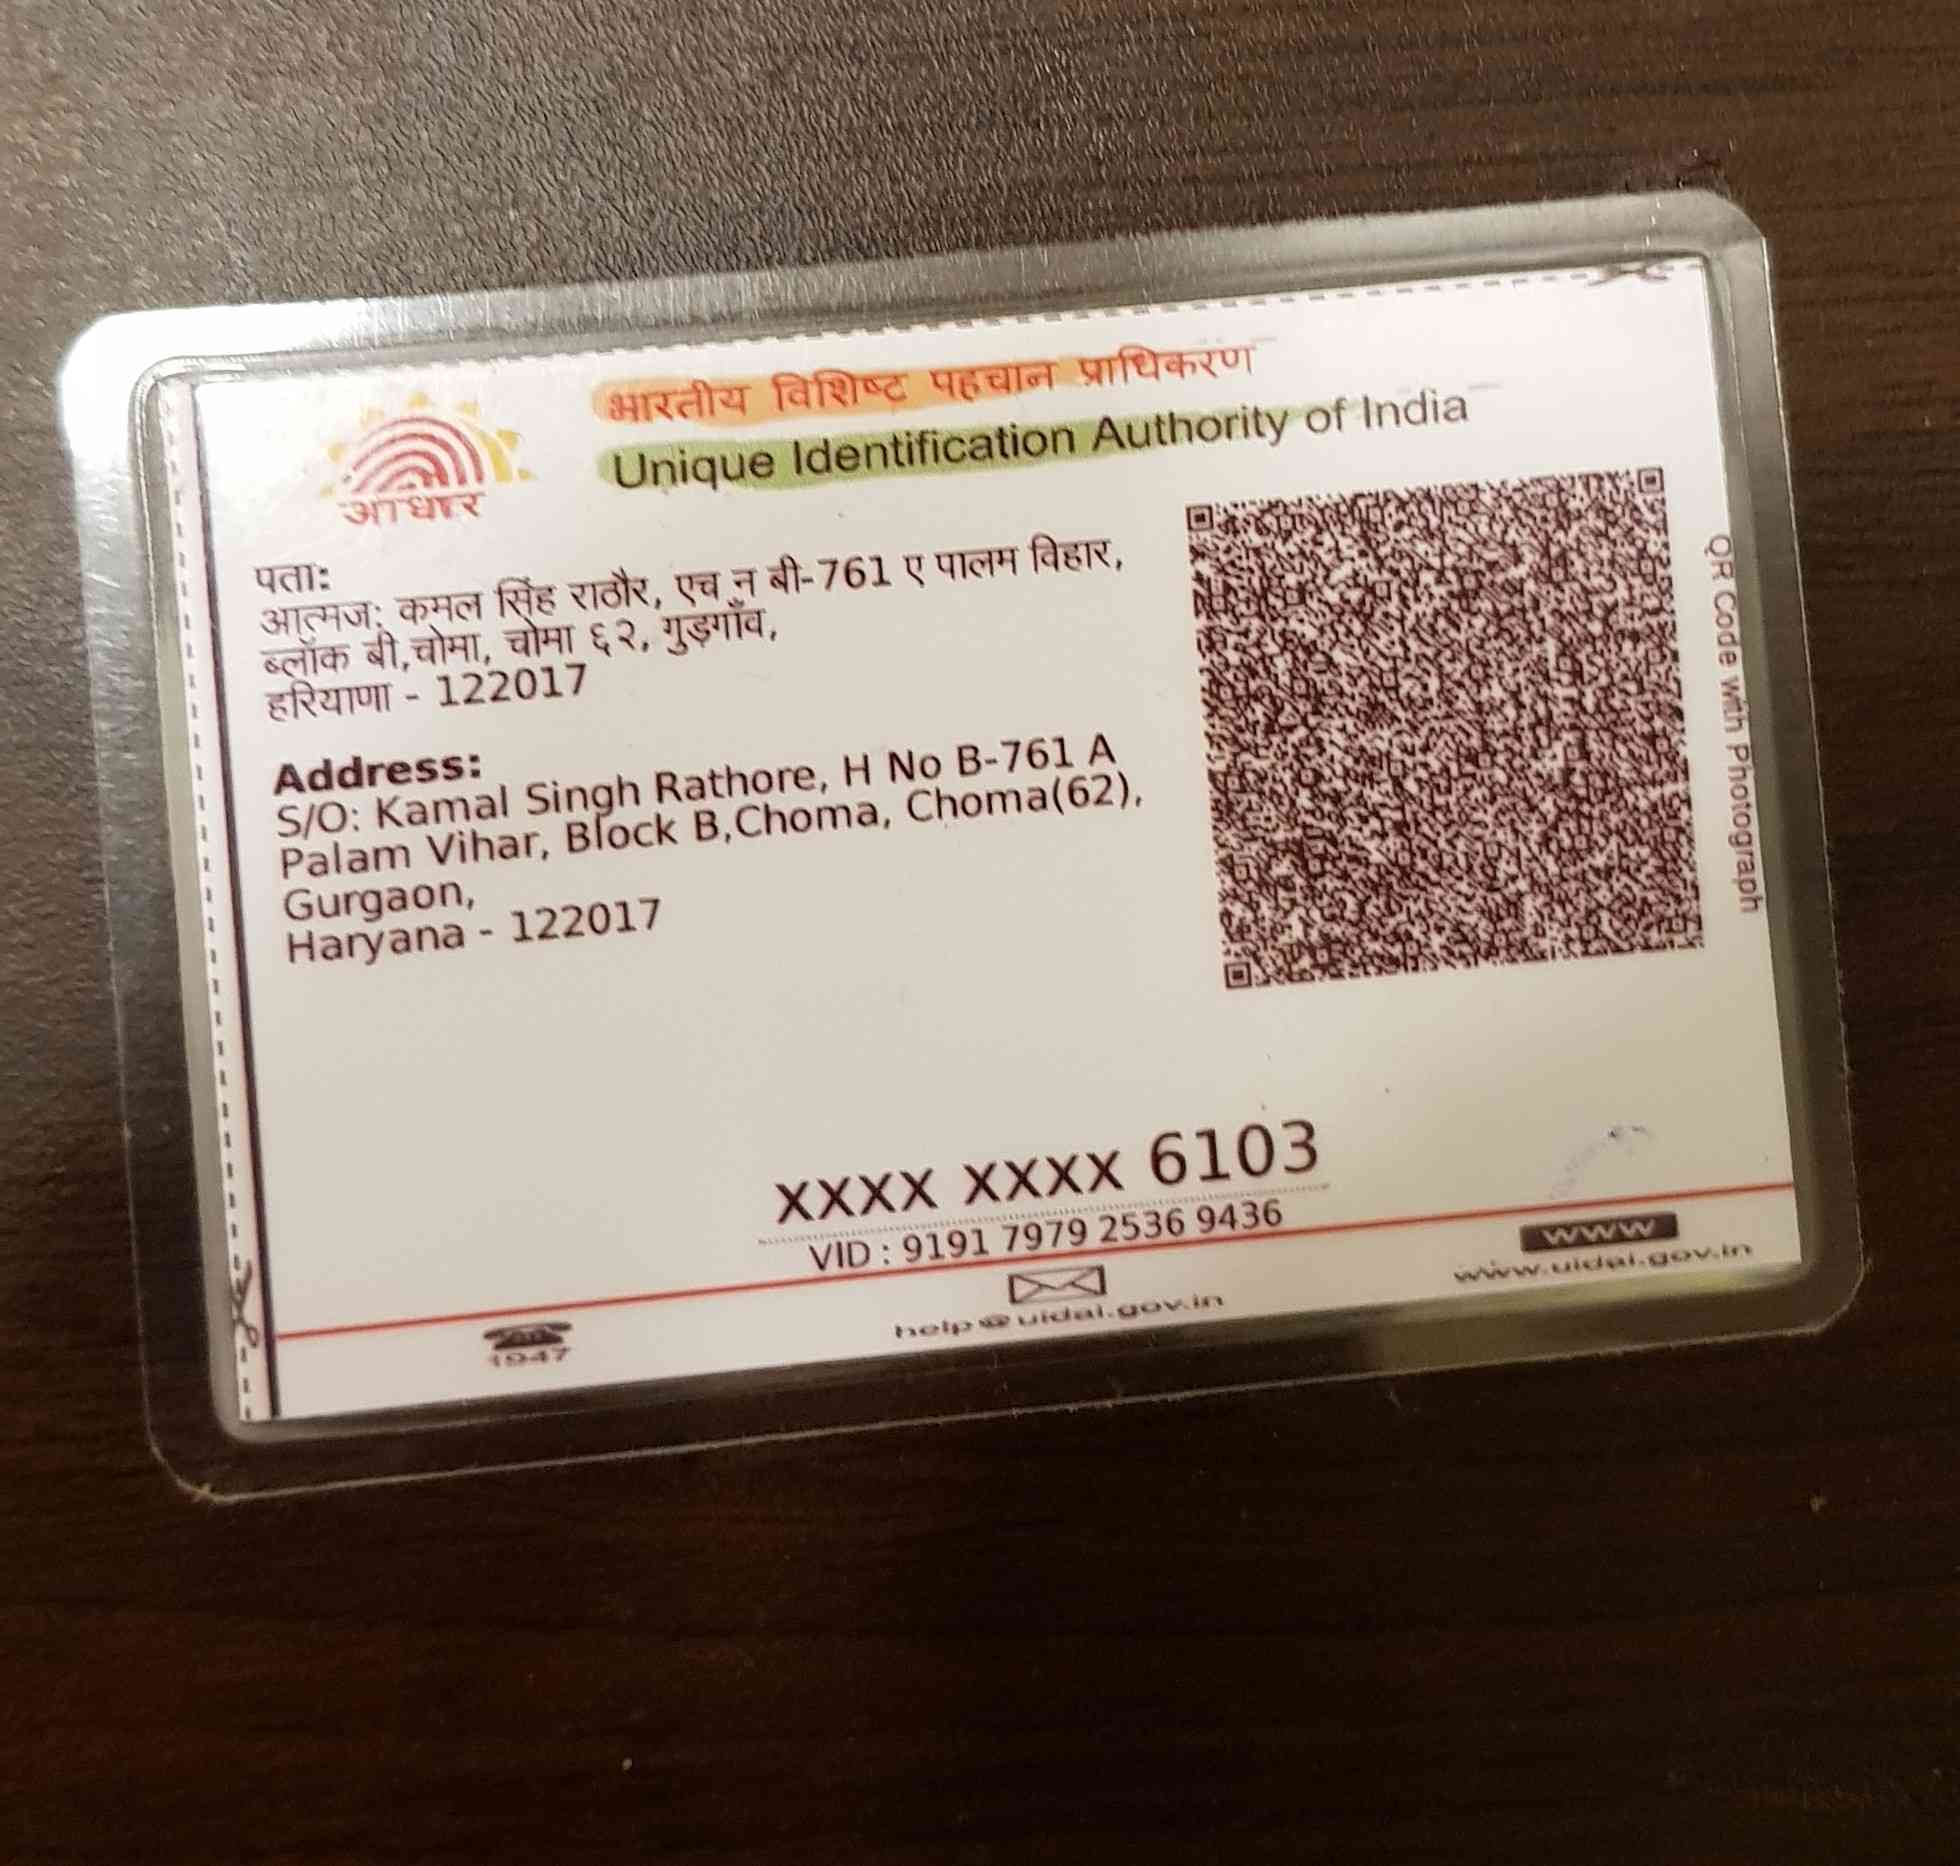 भारतीय विशिष्ट पहचान प्राधिकरण
Unique Identification Authority of India
आधार
पता:
आत्मज: कमल सिंह राठौर, एच न बी-761 ए पालम विहार,
ब्लॉक बी,चोमा, चोमा ६२, गुड़गाँव,
हरियाणा - 122017
Address:
S/O: Kamal Singh Rathore, H No B-761 A
Palam Vihar, Block B,Choma, Choma(62),
Gurgaon,
Haryana - 122017
QR Code with Photograph
XXXX XXXX 6103
VID : 9191 7979 2536 9436
1947
help@uidai.gov.in
WWW
www.uidai.gov.in